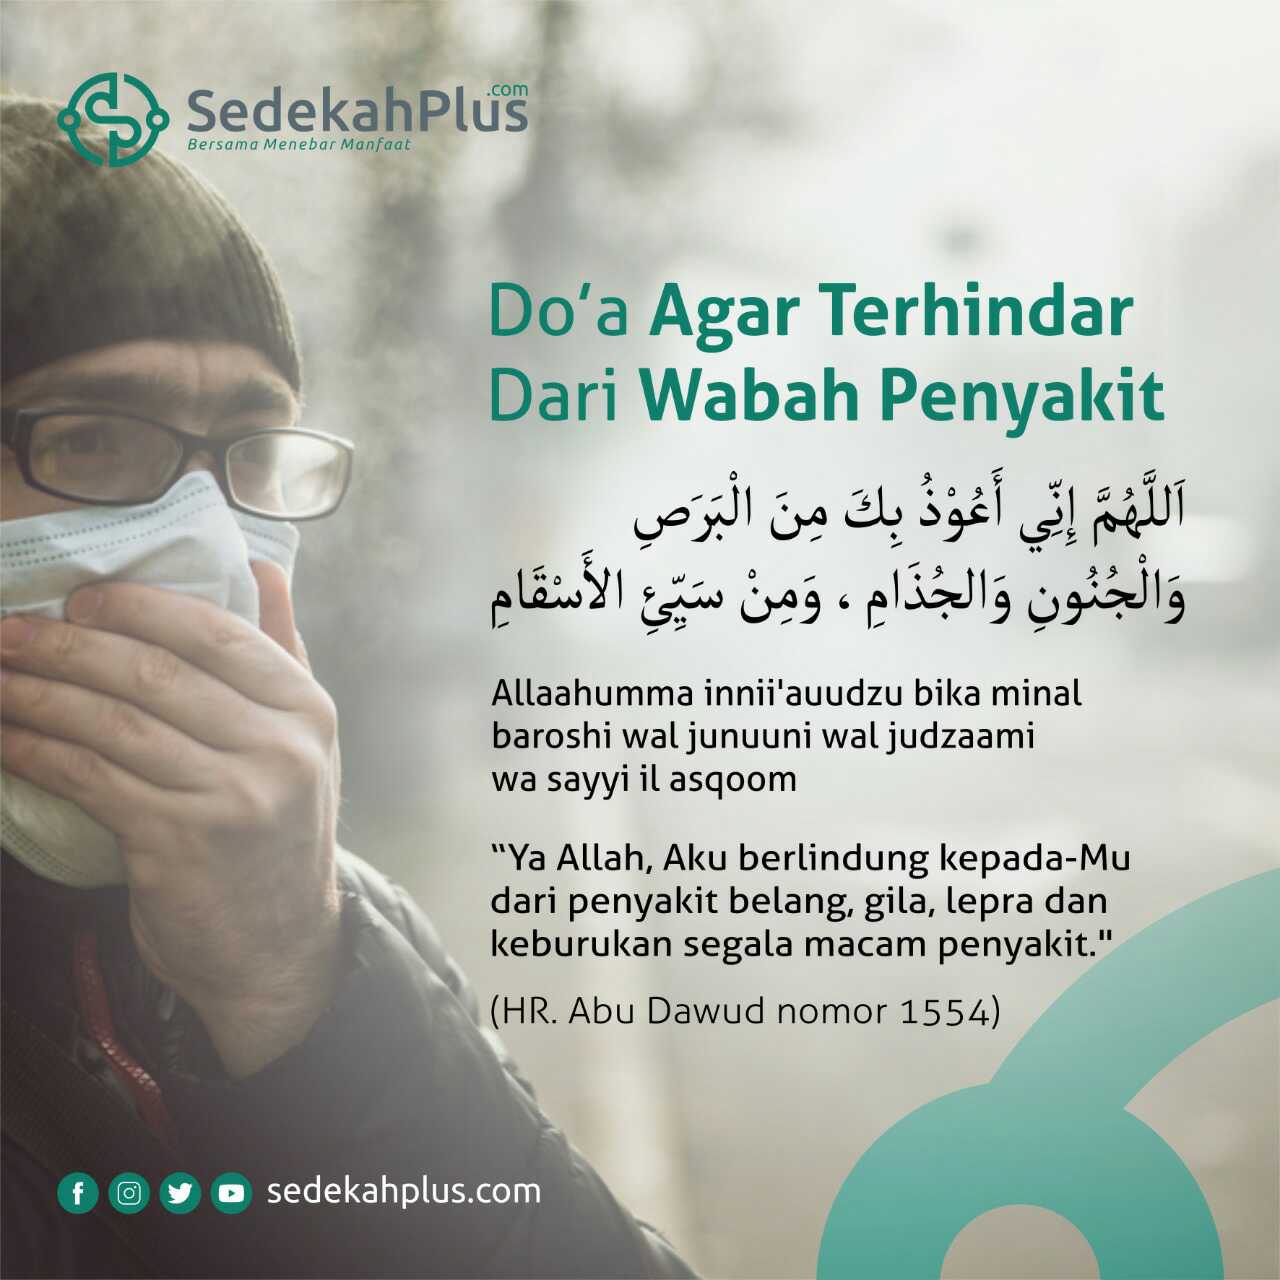 SedekahPlus.com
Bersama Menebar Manfaat
Do‘a Agar Terhindar
Dari Wabah Penyakit
اَللَّهُمَّ إِنِّي أَعُوْذُ بِكَ مِنَ الْبَرَصِ
وَالْجُنُونِ وَالجُذَامِ ، وَمِنْ سَيِّئِ الأَسْقَامِ
Allaahumma innii'auudzu bika minal
baroshi wal junuuni wal judzaami
wa sayyi il asqoom
“Ya Allah, Aku berlindung kepada-Mu
dari penyakit belang, gila, lepra dan
keburukan segala macam penyakit."
(HR. Abu Dawud nomor 1554)
sedekahplus.com